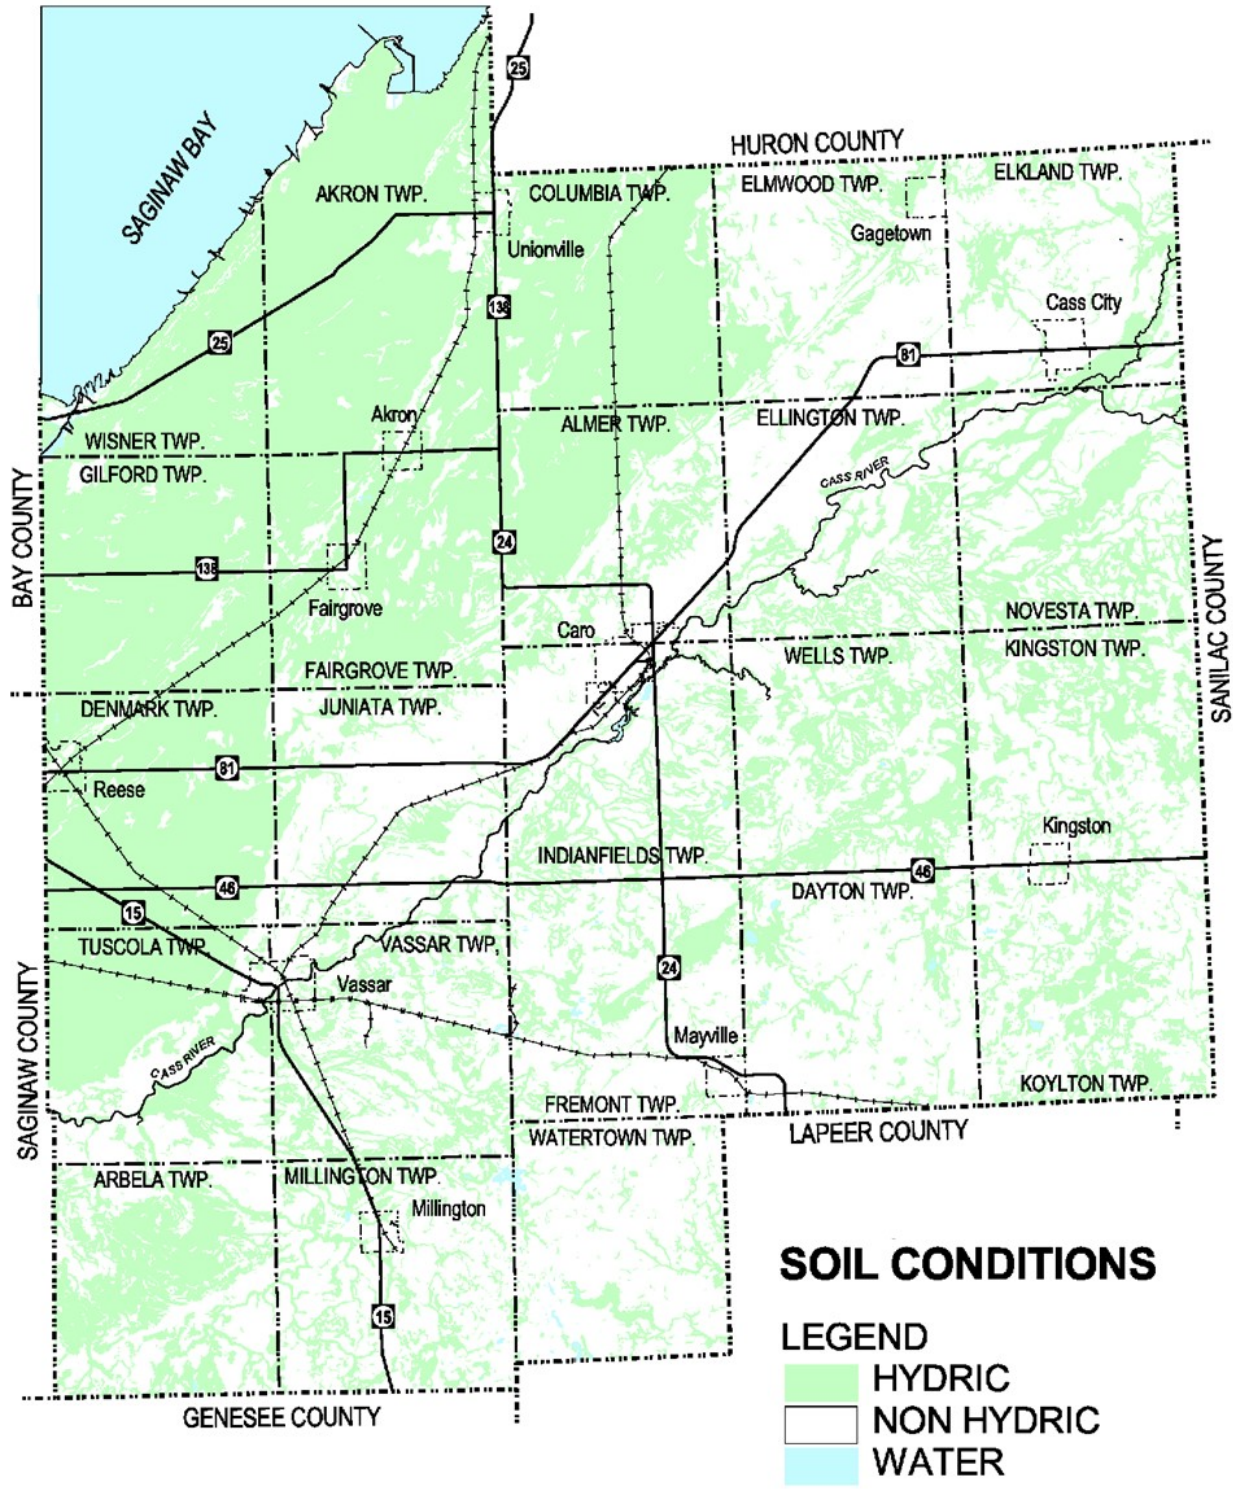 25
HURON COUNTY
SAGINAW BAY
AKRON TWP.
COLUMBIA TWP.
ELMWOOD TWP.
ELKLAND TWP.
Gagetown
Unionville
138
Cass City
25
81
Akron
ALMER TWP.
ELLINGTON TWP.
WISNER TWP.
GILFORD TWP.
CASS RIVER
BAY COUNTY
24
138
SANILAC COUNTY
Fairgrove
NOVESTA TWP.
Caro
WELLS TWP.
KINGSTON TWP.
FAIRGROVE TWP.
DENMARK TWP.
JUNIATA TWP.
81
Reese
Kingston
INDIANFIELDS TWP.
46
46
DAYTON TWP.
15
TUSCOLA TWP.
VASSAR TWP.
24
Vassar
SAGINAW COUNTY
Mayville
CASS RIVER
KOYLTON TWP.
FREMONT TWP.
WATERTOWN TWP.
LAPEER COUNTY
ARBELA TWP.
MILLINGTON TWP.
Millington
15
GENESEE COUNTY
SOIL CONDITIONS
LEGEND
HYDRIC
NON HYDRIC
WATER